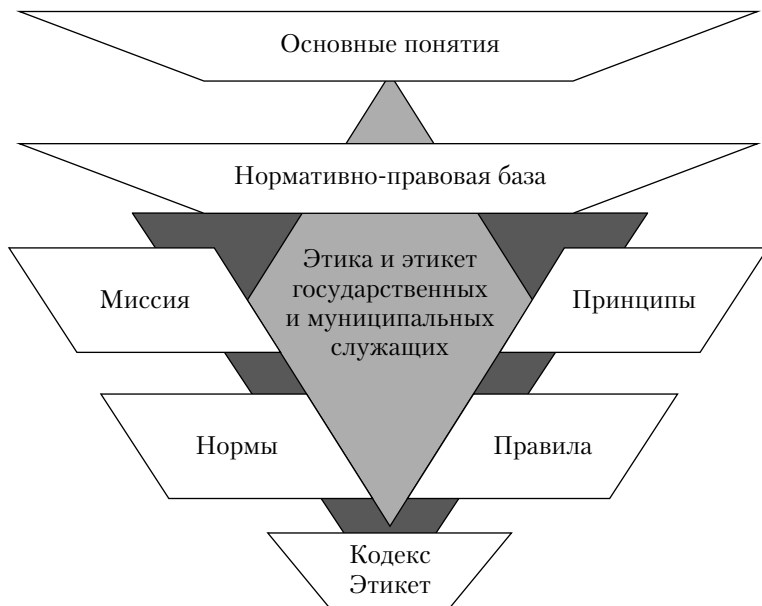 Основные понятия
Нормативно-правовая база
Этика и этикет
государственных
и муниципальных
служащих
Миссия
Принципы
Нормы
Правила
Кодекс
Этикет